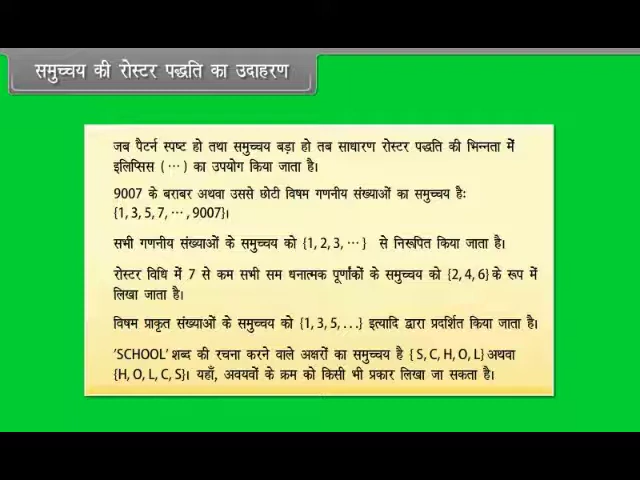 समुच्चय की रोस्टर पद्धति का उदाहरण
जब पैटर्न स्पष्ट हो तथा समुच्चय बड़ा हो तब साधारण रोस्टर पद्धति की भिन्नता में
इलिप्सिस ( ⋯ ) का उपयोग किया जाता है।
9007 के बराबर अथवा उससे छोटी विषम गणनीय संख्याओं का समुच्चय है:
{1, 3, 5, 7, ⋯ , 9007}।
सभी गणनीय संख्याओं के समुच्चय को {1, 2, 3, ⋯ } से निरूपित किया जाता है।
रोस्टर विधि में 7 से कम सभी सम धनात्मक पूर्णांकों के समुच्चय को {2, 4, 6} के रूप में
लिखा जाता है।
विषम प्राकृत संख्याओं के समुच्चय को {1, 3, 5, . . .} इत्यादि द्वारा प्रदर्शित किया जाता है।
'SCHOOL' शब्द की रचना करने वाले अक्षरों का समुच्चय है { S, C, H, O, L} अथवा
{H, O, L, C, S}। यहाँ, अवयवों के क्रम को किसी भी प्रकार लिखा जा सकता है।